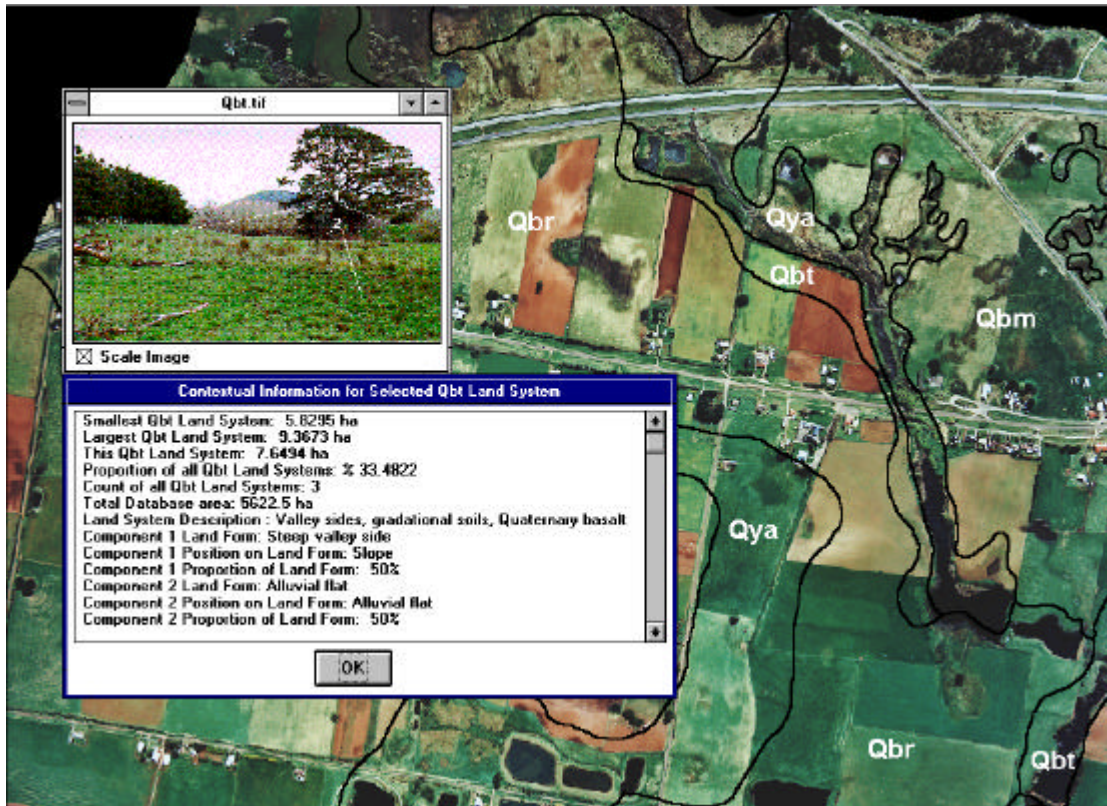 Qbt.tif
2
Scale Image
Contextual Information for Selected Qbt Land System
Smallest Qbt Land System: 5.8295 ha
Largest Qbt Land System: 9.3673 ha
This Qbt Land System: 7.6494 ha
Proportion of all Qbt Land Systems: % 33.4822
Count of all Qbt Land Systems: 3
Total Database area: 5622.5 ha
Land System Description : Valley sides, gradational soils, Quaternary basalt
Component 1 Land Form: Steep valley side
Component 1 Position on Land Form: Slope
Component 1 Proportion of Land Form: 50%
Component 2 Land Form: Alluvial flat
Component 2 Position on Land Form: Alluvial flat
Component 2 Proportion of Land Form: 50%
OK
Qbr
Qya
Qbt
Qbm
Qya
Qbr
Qbt